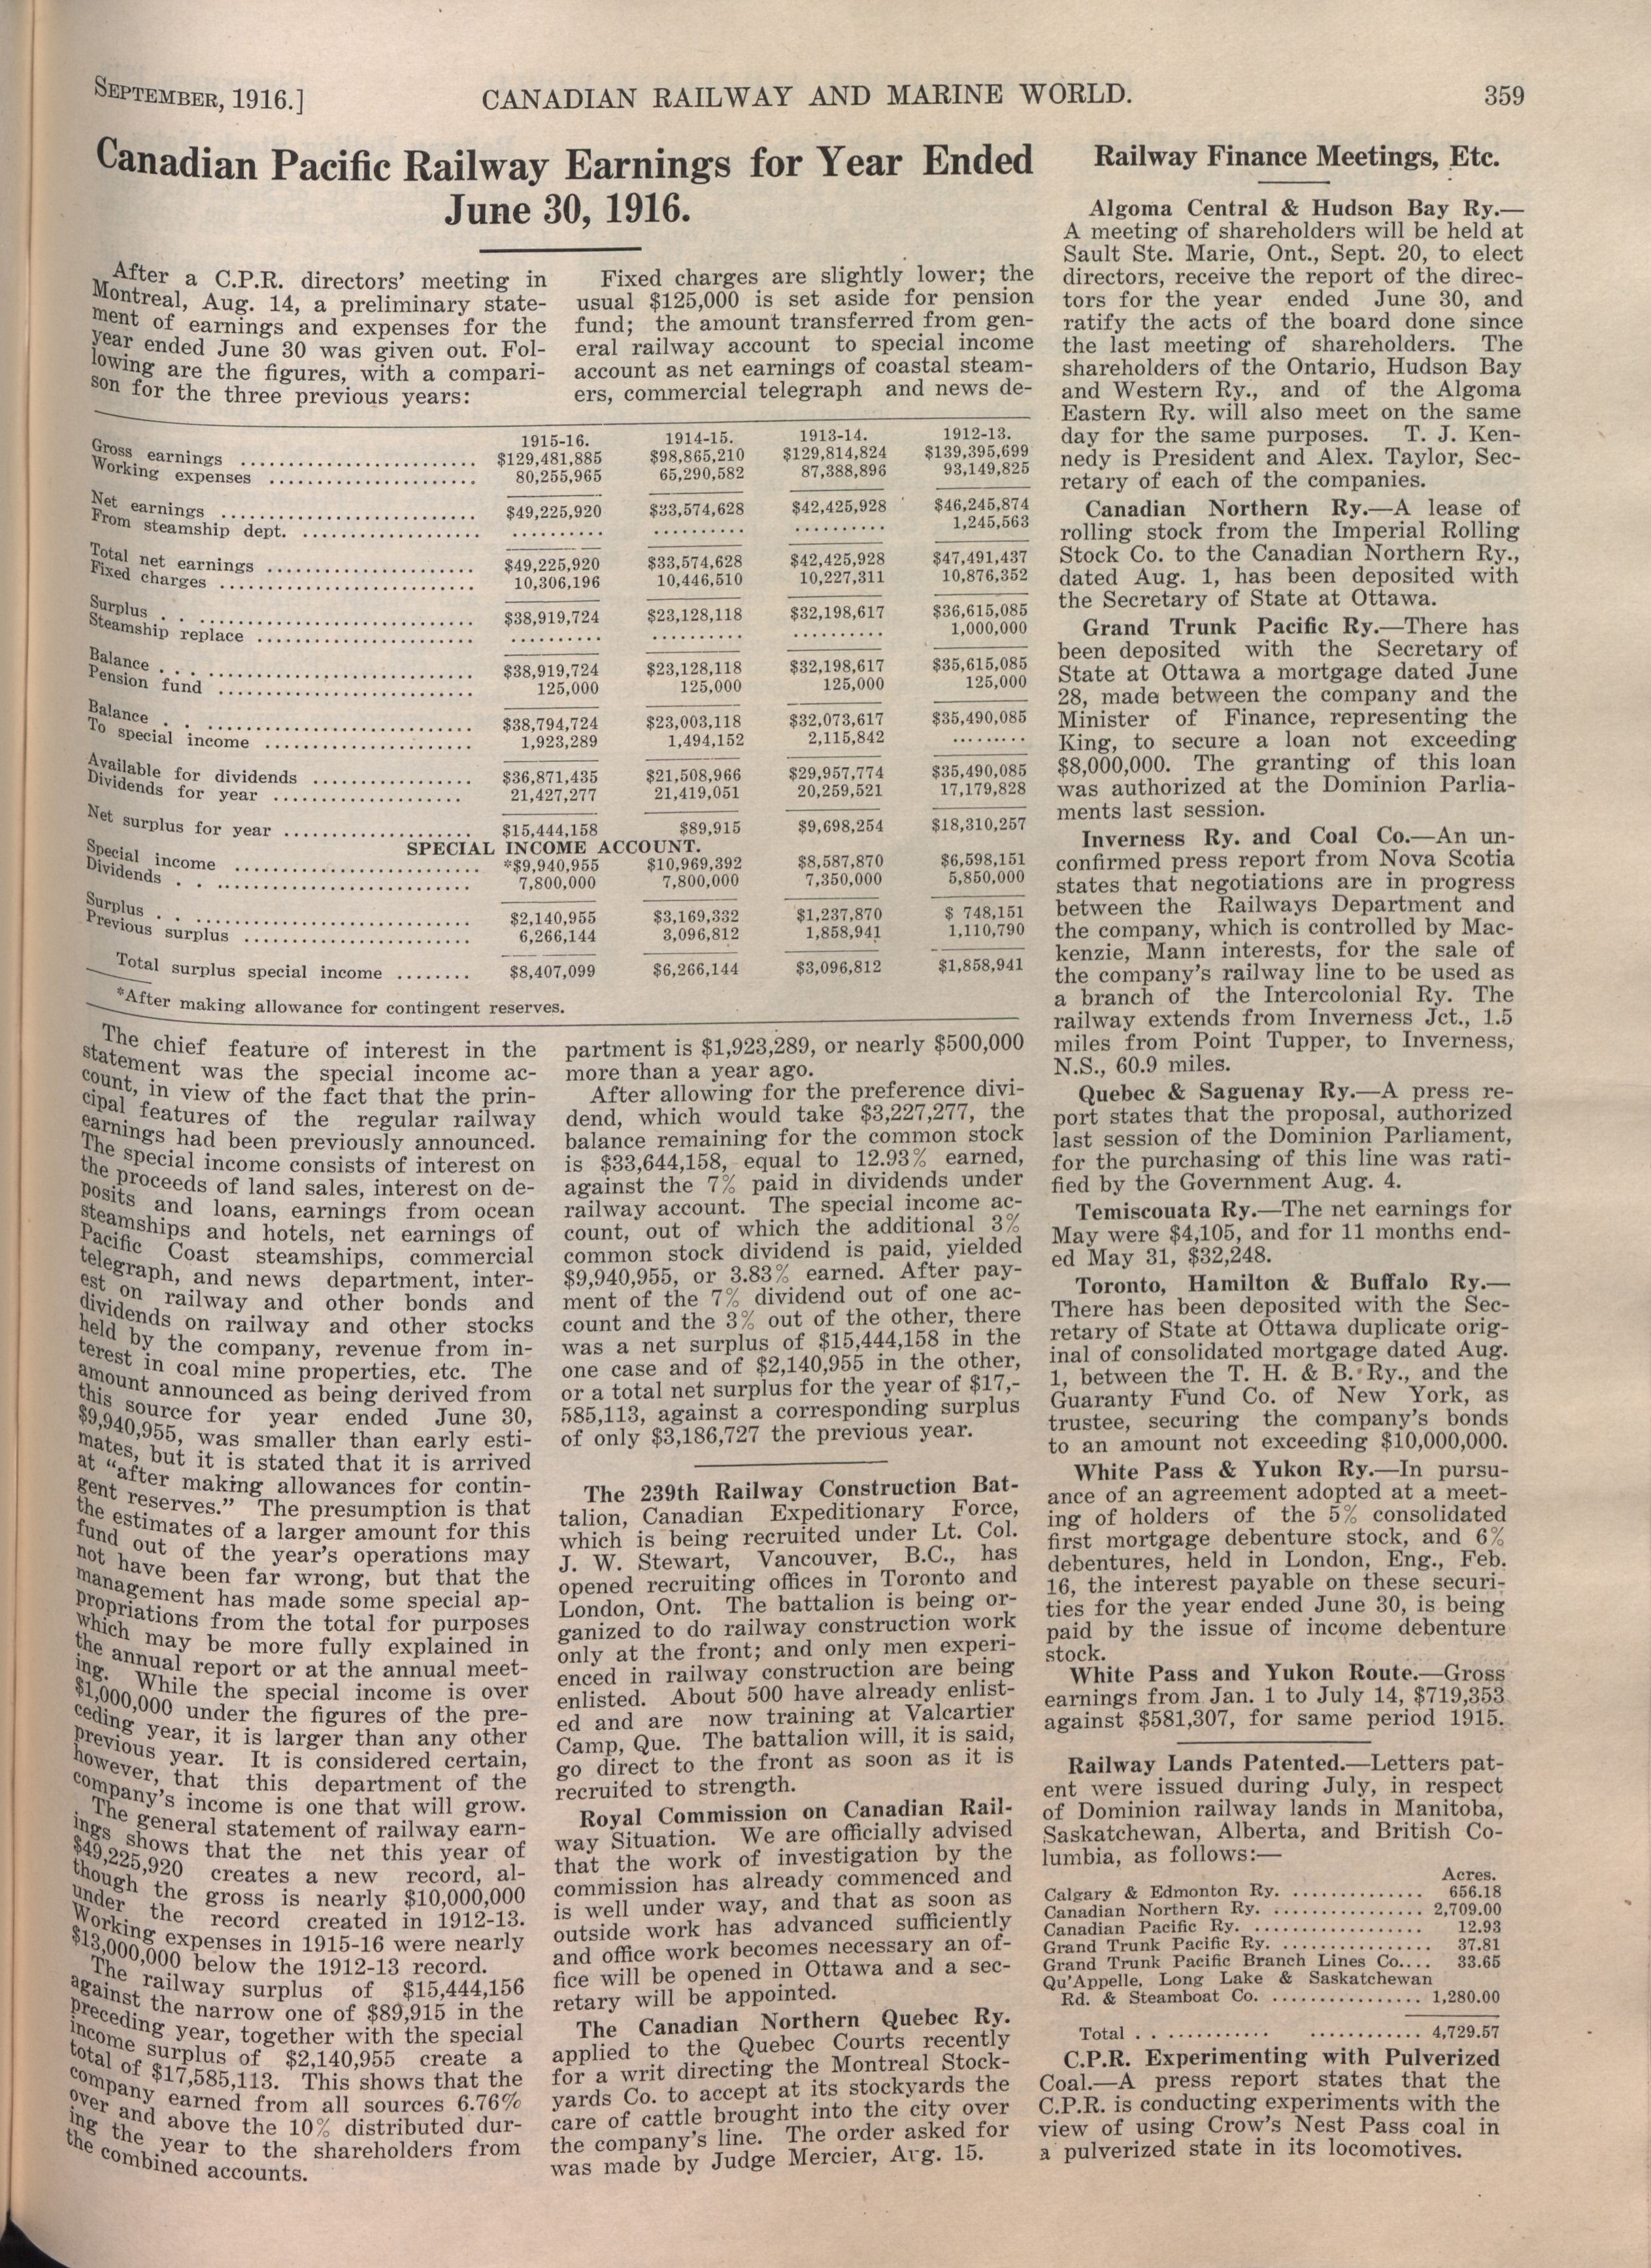 SEPTEMBER, 1916.]
CANADIAN RAILWAY AND MARINE WORLD.
359
Canadian Pacific Railway Earnings for Year Ended
June 30, 1916.
After a C.P.R. directors' meeting in
Montreal, Aug. 14, a preliminary state-
ment of earnings and expenses for the
year ended June 30 was given out. Fol-
lowing are the figures, with a compari-
son for the three previous years:
Fixed charges are slightly lower; the
usual $125,000 is set aside for pension
fund; the amount transferred from gen-
eral railway account to special income
account as net earnings of coastal steam-
ers, commercial telegraph and news de-
1915-16. 1914-15. 1913-14. 1912-13.
Gross earnings ........................ $129,481,885 $98,865,210 $129,814,824 $139,395,699
Working expenses ...................... 80,255,965 65,290,582 87,388,896 93,149,825
Net earnings .......................... $49,225,920 $33,574,628 $42,425,928 $46,245,874
From steamship dept. .................. .......... ......... .......... 1,245,563
Total net earnings ..................... $49,225,920 $33,574,628 $42,425,928 $47,491,437
Fixed charges .......................... 10,306,196 10,446,510 10,227,311 10,876,352
Surplus . . ............................ $38,919,724 $23,128,118 $32,198,617 $36,615,085
Steamship replace ...................... .......... .......... .......... 1,000,000
Balance . . . .......................... $38,919,724 $23,128,118 $32,198,617 $35,615,085
Pension fund .......................... 125,000 125,000 125,000 125,000
Balance . . ........................... $38,794,724 $23,003,118 $32,073,617 $35,490,085
To special income ..................... 1,923,289 1,494,152 2,115,842 .........
Available for dividends ................ $36,871,435 $21,508,966 $29,957,774 $35,490,085
Dividends for year .................... 21,427,277 21,419,051 20,259,521 17,179,828
Net surplus for year ................... $15,444,158 $89,915 $9,698,254 $18,310,257
SPECIAL INCOME ACCOUNT.
Special income ......................... *$9,940,955 $10,969,392 $8,587,870 $6,598,151
Dividends . . .......................... 7,800,000 7,800,000 7,350,000 5,850,000
Surplus . . ............................ $2,140,955 $3,169,332 $1,237,870 $ 748,151
Previous surplus ....................... 6,266,144 3,096,812 1,858,941 1,110,790
Total surplus special income ........ $8,407,099 $6,266,144 $3,096,812 $1,858,941
*After making allowance for contingent reserves.
The chief feature of interest in the
statement was the special income ac-
count, in view of the fact that the prin-
cipal features of the regular railway
earnings had been previously announced.
The special income consists of interest on
the proceeds of land sales, interest on de-
posits and loans, earnings from ocean
steamships and hotels, net earnings of
Pacific Coast steamships, commercial
telegraph, and news department, inter-
est on railway and other bonds and
dividends on railway and other stocks
held by the company, revenue from in-
terest in coal mine properties, etc. The
amount announced as being derived from
this source for year ended June 30,
$9,940,955, was smaller than early esti-
mates, but it is stated that it is arrived
at "after making allowances for contin-
gent reserves." The presumption is that
the estimates of a larger amount for this
fund out of the year's operations may
not have been far wrong, but that the
management has made some special ap-
propriations from the total for purposes
which may be more fully explained in
the annual report or at the annual meet-
ing. While the special income is over
$1,000,000 under the figures of the pre-
ceding year, it is larger than any other
previous year. It is considered certain,
however, that this department of the
company's income is one that will grow.
The general statement of railway earn-
ings shows that the net this year of
$49,225,920 creates a new record, al-
though the gross is nearly $10,000,000
under the record created in 1912-13.
Working expenses in 1915-16 were nearly
$13,000,000 below the 1912-13 record.
The railway surplus of $15,444,156
against the narrow one of $89,915 in the
preceding year, together with the special
income surplus of $2,140,955 create a
total of $17,585,113. This shows that the
company earned from all sources 6.76%
over and above the 10% distributed dur-
ing the year to the shareholders from
the combined accounts.
partment is $1,923,289, or nearly $500,000
more than a year ago.
After allowing for the preference divi-
dend, which would take $3,227,277, the
balance remaining for the common stock
is $33,644,158, equal to 12.93% earned,
against the 7% paid in dividends under
railway account. The special income ac-
count, out of which the additional 3%
common stock dividend is paid, yielded
$9,940,955, or 3.83% earned. After pay-
ment of the 7% dividend out of one ac-
count and the 3% out of the other, there
was a net surplus of $15,444,158 in the
one case and of $2,140,955 in the other,
or a total net surplus for the year of $17,-
585,113, against a corresponding surplus
of only $3,186,727 the previous year.
The 239th Railway Construction Bat-
talion, Canadian Expeditionary Force,
which is being recruited under Lt. Col.
J. W. Stewart, Vancouver, B.C., has
opened recruiting offices in Toronto and
London, Ont. The battalion is being or-
ganized to do railway construction work
only at the front; and only men experi-
enced in railway construction are being
enlisted. About 500 have already enlist-
ed and are now training at Valcartier
Camp, Que. The battalion will, it is said,
go direct to the front as soon as it is
recruited to strength.
Royal Commission on Canadian Rail-
way Situation. We are officially advised
that the work of investigation by the
commission has already commenced and
is well under way, and that as soon as
outside work has advanced sufficiently
and office work becomes necessary an of-
fice will be opened in Ottawa and a sec-
retary will be appointed.
The Canadian Northern Quebec Ry.
applied to the Quebec Courts recently
for a writ directing the Montreal Stock-
yards Co. to accept at its stockyards the
care of cattle brought into the city over
the company's line. The order asked for
was made by Judge Mercier, Arg. 15.
Railway Finance Meetings, Etc.
Algoma Central & Hudson Bay Ry.—
A meeting of shareholders will be held at
Sault Ste. Marie, Ont., Sept. 20, to elect
directors, receive the report of the direc-
tors for the year ended June 30, and
ratify the acts of the board done since
the last meeting of shareholders. The
shareholders of the Ontario, Hudson Bay
and Western Ry., and of the Algoma
Eastern Ry. will also meet on the same
day for the same purposes. T. J. Ken-
nedy is President and Alex. Taylor, Sec-
retary of each of the companies.
Canadian Northern Ry.—A lease of
rolling stock from the Imperial Rolling
Stock Co. to the Canadian Northern Ry.,
dated Aug. 1, has been deposited with
the Secretary of State at Ottawa.
Grand Trunk Pacific Ry.—There has
been deposited with the Secretary of
State at Ottawa a mortgage dated June
28, made between the company and the
Minister of Finance, representing the
King, to secure a loan not exceeding
$8,000,000. The granting of this loan
was authorized at the Dominion Parlia-
ments last session.
Inverness Ry. and Coal Co.—An un-
confirmed press report from Nova Scotia
states that negotiations are in progress
between the Railways Department and
the company, which is controlled by Mac-
kenzie, Mann interests, for the sale of
the company's railway line to be used as
a branch of the Intercolonial Ry. The
railway extends from Inverness Jct., 1.5
miles from Point Tupper, to Inverness,
N.S., 60.9 miles.
Quebec & Saguenay Ry.—A press re-
port states that the proposal, authorized
last session of the Dominion Parliament,
for the purchasing of this line was rati-
fied by the Government Aug. 4.
Temiscouata Ry.—The net earnings for
May were $4,105, and for 11 months end-
ed May 31, $32,248.
Toronto, Hamilton & Buffalo Ry.—
There has been deposited with the Sec-
retary of State at Ottawa duplicate orig-
inal of consolidated mortgage dated Aug.
1, between the T. H. & B. Ry., and the
Guaranty Fund Co. of New York, as
trustee, securing the company's bonds
to an amount not exceeding $10,000,000.
White Pass & Yukon Ry.—In pursu-
ance of an agreement adopted at a meet-
ing of holders of the 5% consolidated
first mortgage debenture stock, and 6%
debentures, held in London, Eng., Feb.
16, the interest payable on these securi-
ties for the year ended June 30, is being
paid by the issue of income debenture
stock.
White Pass and Yukon Route.—Gross
earnings from Jan. 1 to July 14, $719,353
against $581,307, for same period 1915.
Railway Lands Patented.—Letters pat-
ent were issued during July, in respect
of Dominion railway lands in Manitoba,
Saskatchewan, Alberta, and British Co-
lumbia, as follows:—
Acres.
Calgary & Edmonton Ry. .............. 656.18
Canadian Northern Ry. ................ 2,709.00
Canadian Pacific Ry. .................. 12.93
Grand Trunk Pacific Ry. ................ 37.81
Grand Trunk Pacific Branch Lines Co.... 33.65
Qu'Appelle, Long Lake & Saskatchewan
Rd. & Steamboat Co. ................ 1,280.00
Total . . ........... ............ 4,729.57
C.P.R. Experimenting with Pulverized
Coal.—A press report states that the
C.P.R. is conducting experiments with the
view of using Crow's Nest Pass coal in
a pulverized state in its locomotives.